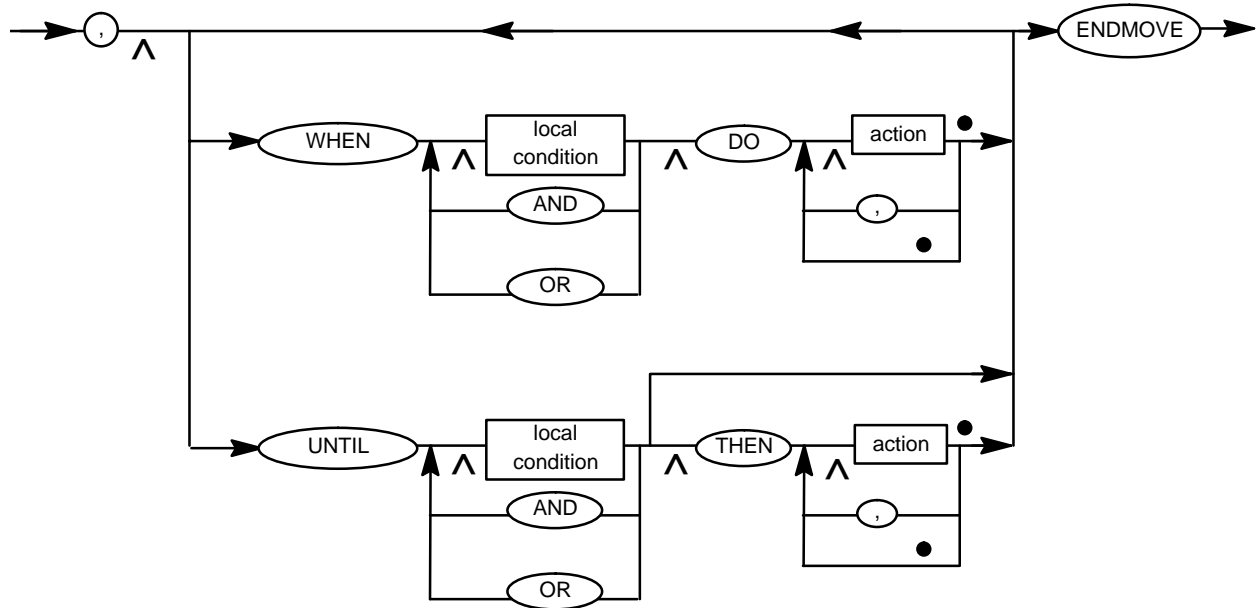 , ENDMOVE
WHEN local condition DO action
AND ,
OR
UNTIL local condition THEN action
AND ,
OR